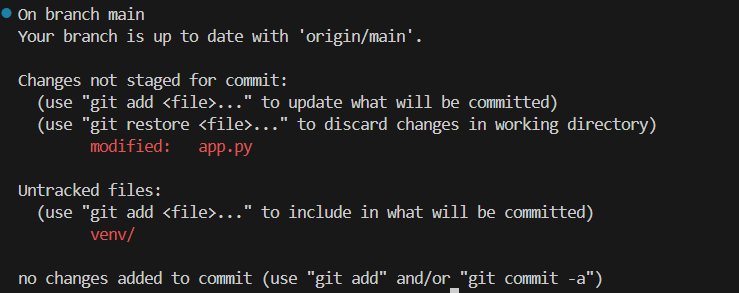 On branch main
Your branch is up to date with 'origin/main'.
Changes not staged for commit:
(use "git add <file>..." to update what will be committed)
(use "git restore <file>..." to discard changes in working directory)
modified:   app.py
Untracked files:
(use "git add <file>..." to include in what will be committed)
venv/
no changes added to commit (use "git add" and/or "git commit -a")